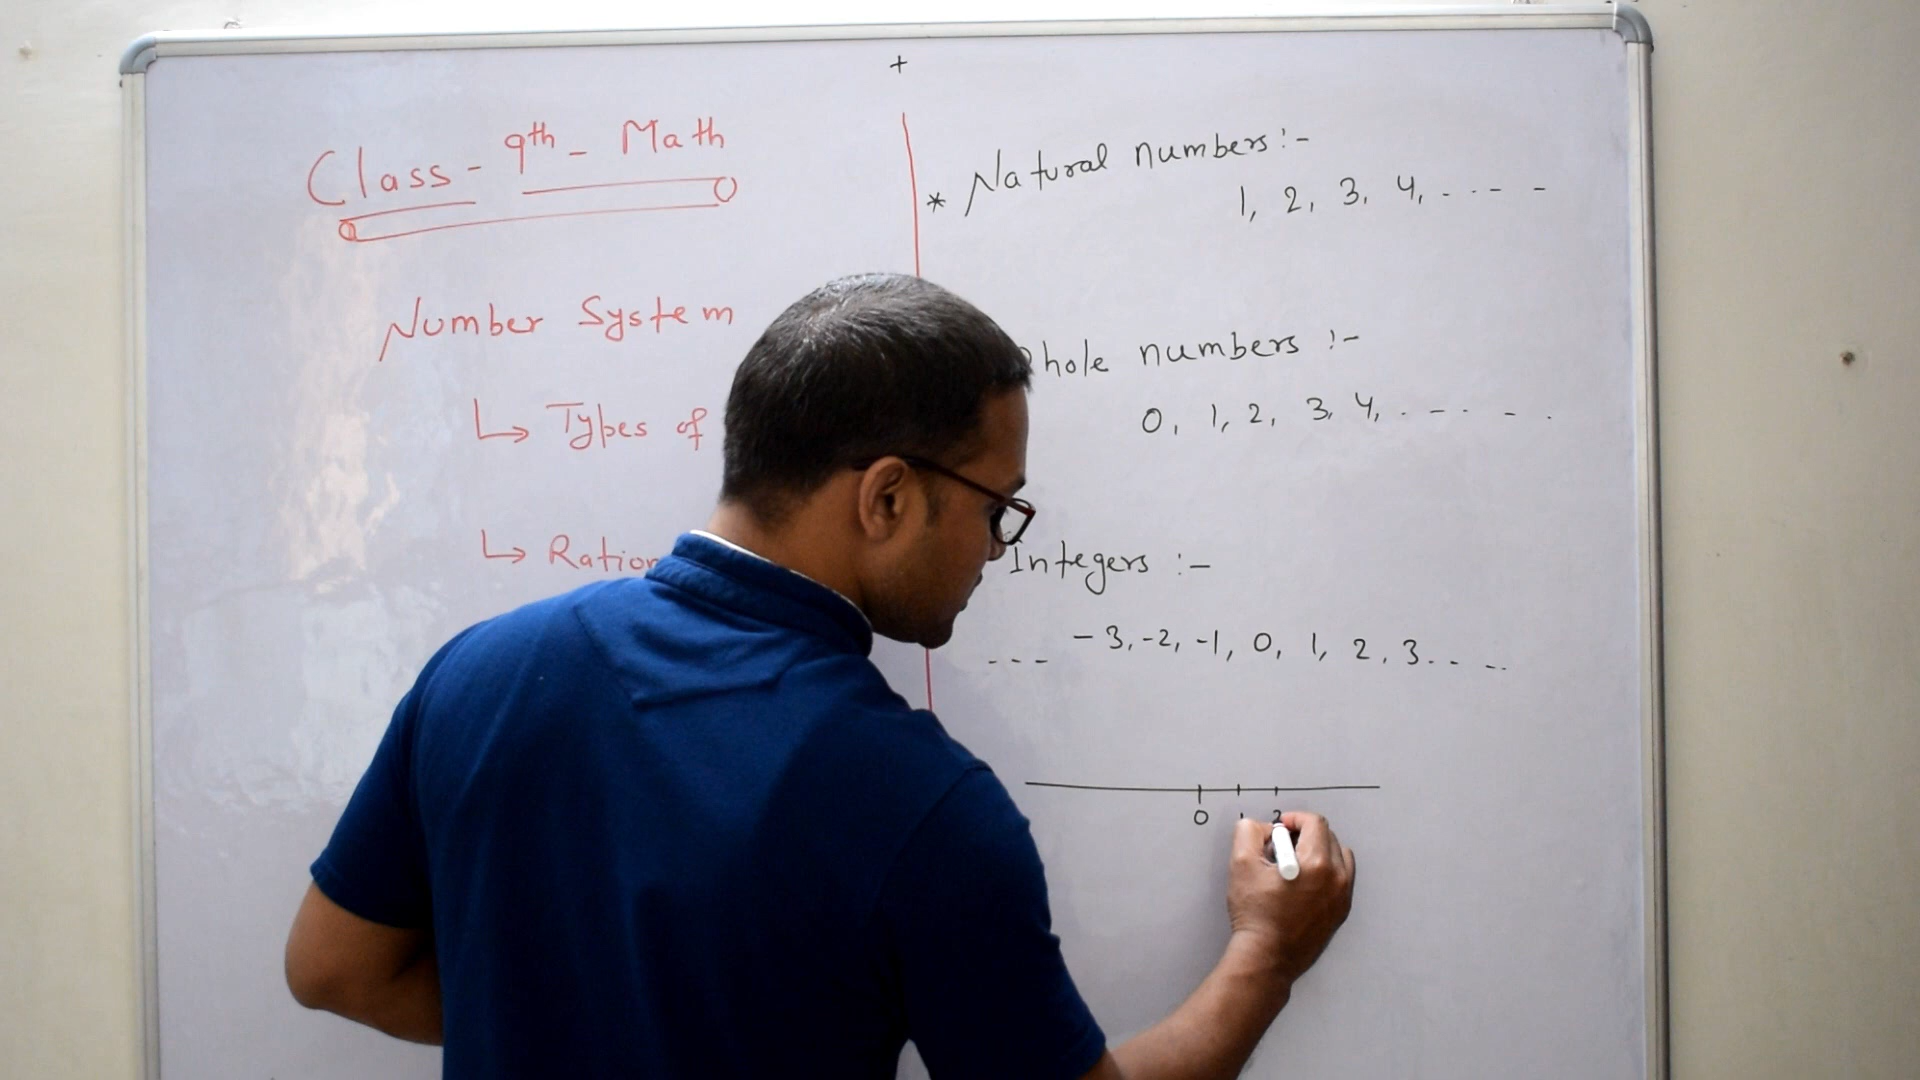 +
Class - 9th - Math
Number System
↳ Types of
↳ Ration
* Natural numbers :-
1, 2, 3, 4, . . - - -
hole numbers :-
0, 1, 2, 3, 4, . - - . - .
Integers :-
- - - -3, -2, -1, 0, 1, 2, 3. . - - ..
0 2